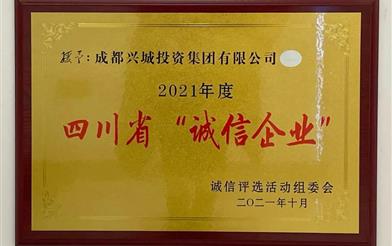 授予：成都兴城投资集团有限公司
2021年度
四川省“诚信企业”
诚信评选活动组委会
二〇二一年十月